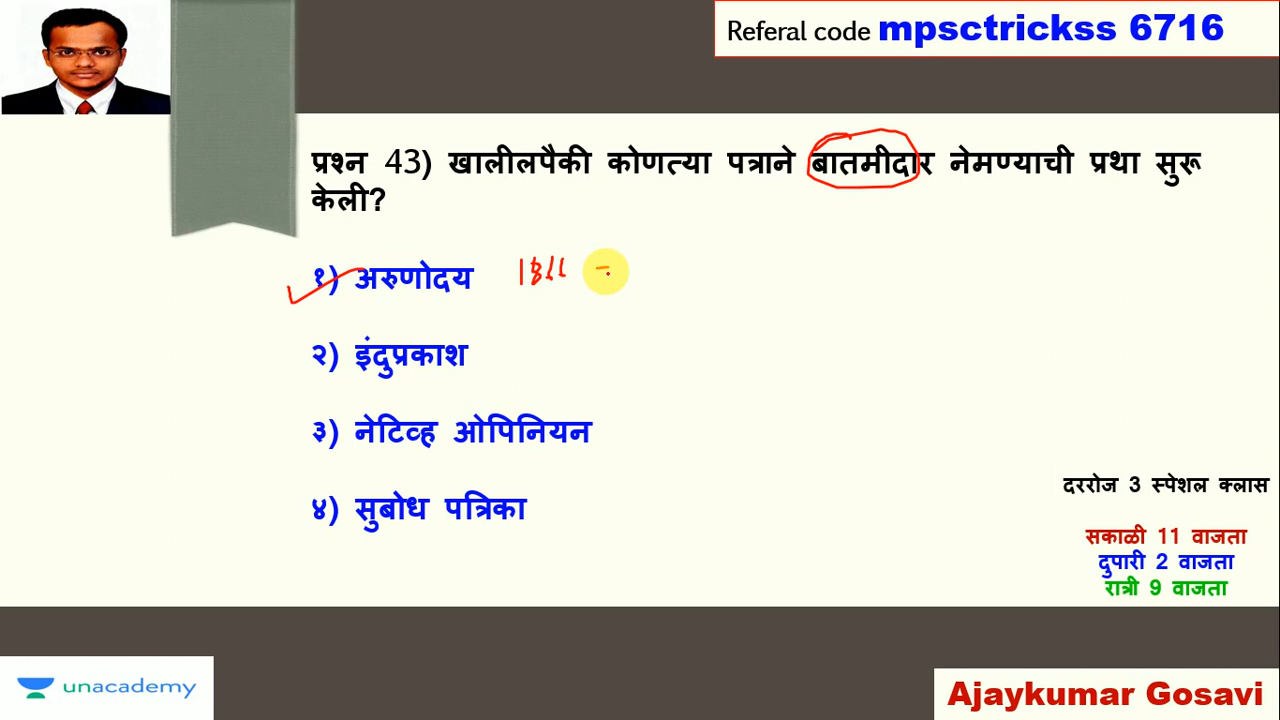 Referal code mpsctrickss 6716
प्रश्न 43) खालीलपैकी कोणत्या पत्राने बातमीदार नेमण्याची प्रथा सुरू
केली?
१) अरुणोदय
२) इंदुप्रकाश
३) नेटिव्ह ओपिनियन
४) सुबोध पत्रिका
दररोज 3 स्पेशल क्लास
सकाळी 11 वाजता
दुपारी 2 वाजता
रात्री 9 वाजता
unacademy
Ajaykumar Gosavi